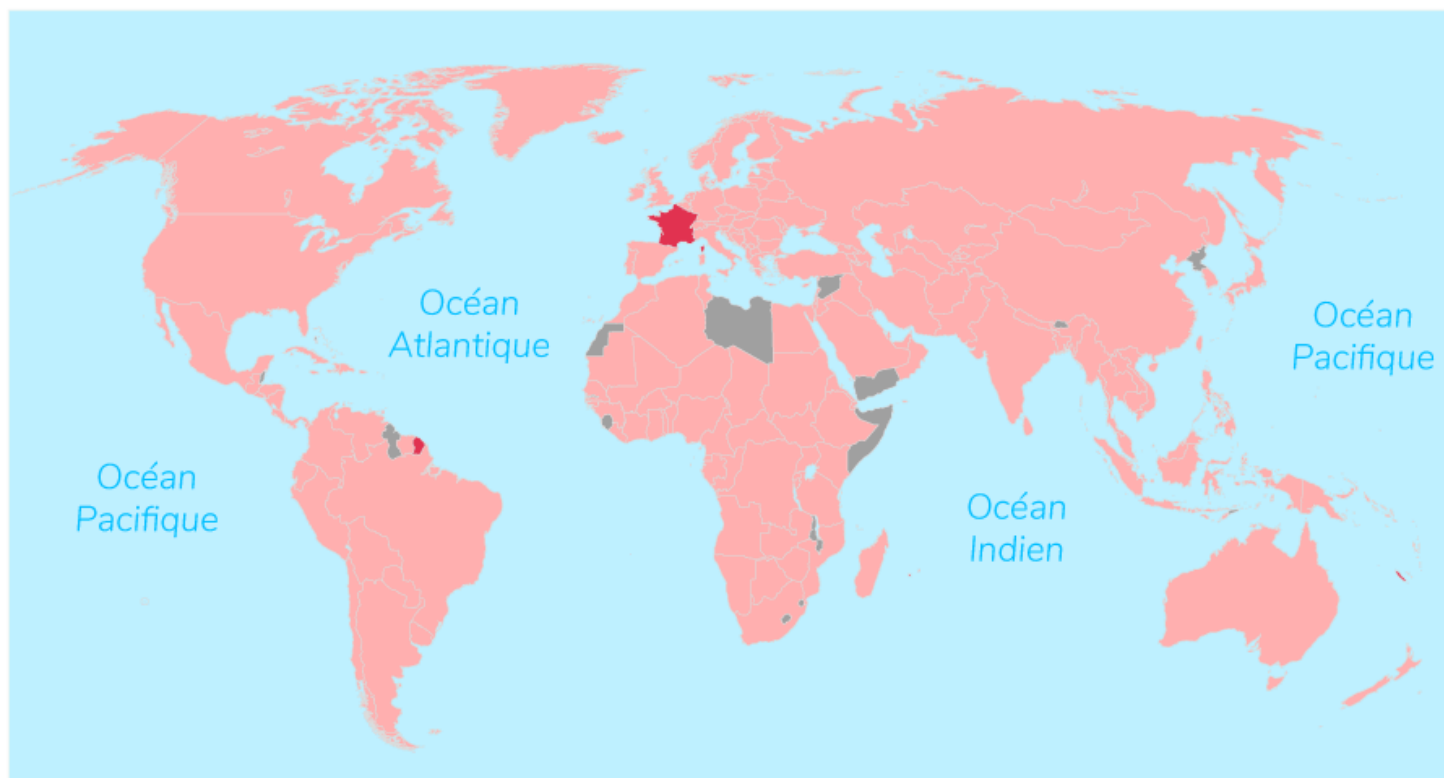 Océan
Atlantique
Océan
Pacifique
Océan
Pacifique
Océan
Indien